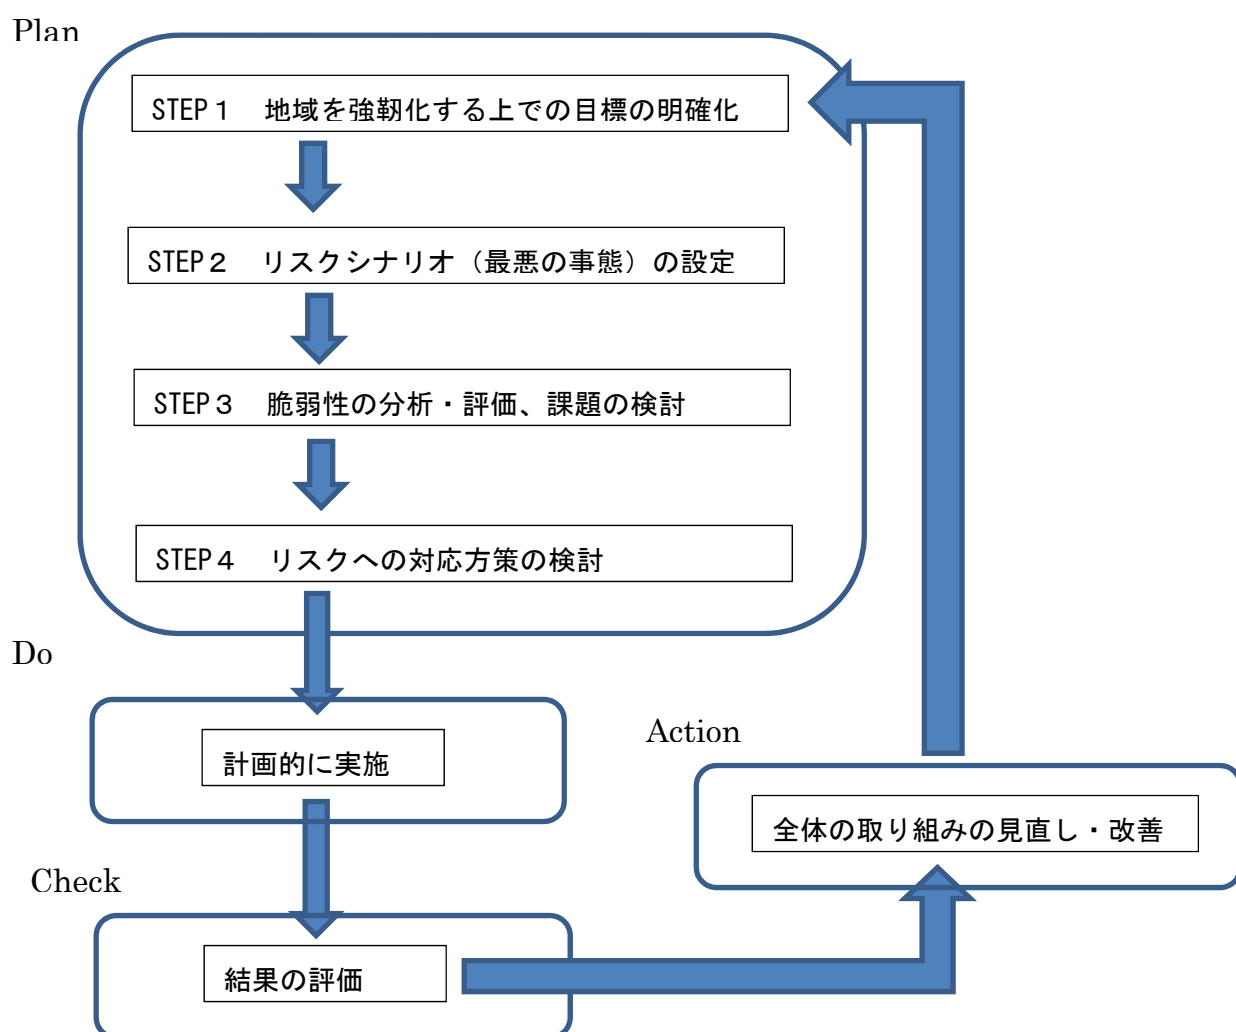 Plan
STEP１　地域を強靭化する上での目標の明確化
STEP２　リスクシナリオ（最悪の事態）の設定
STEP３　脆弱性の分析・評価、課題の検討
STEP４　リスクへの対応方策の検討
Do
計画的に実施
Check
結果の評価
Action
全体の取り組みの見直し・改善